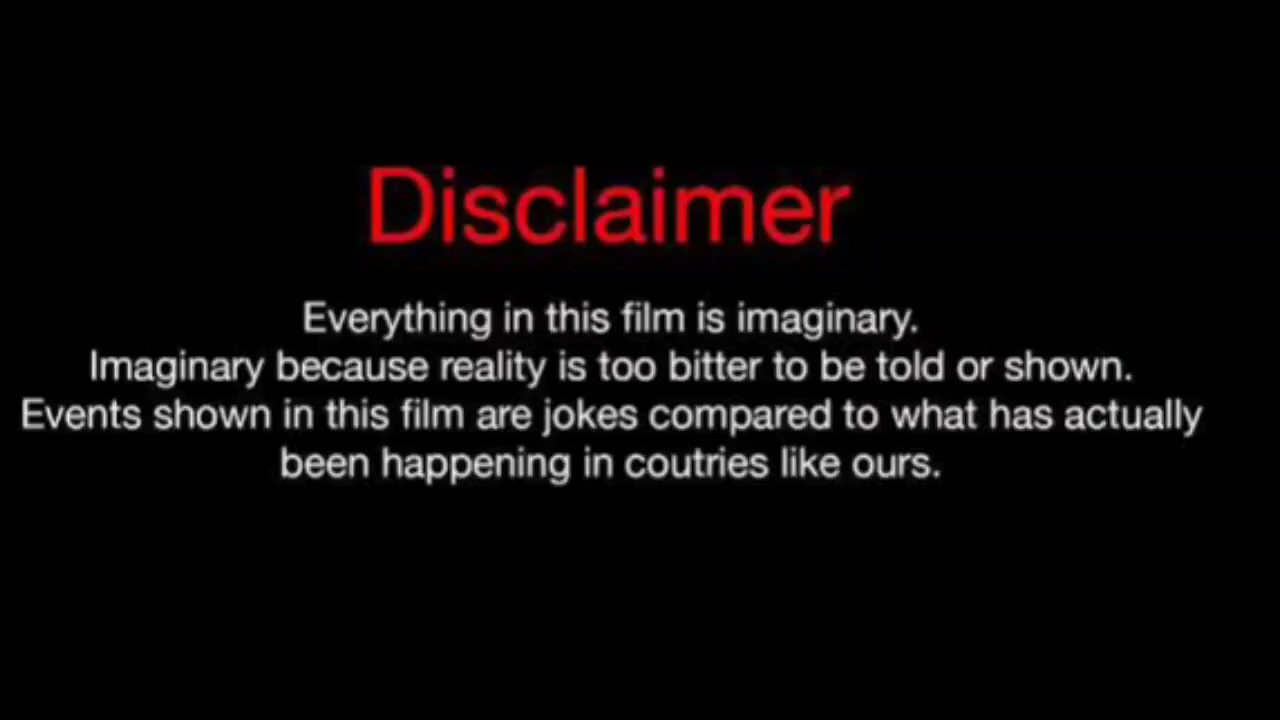 Disclaimer
Everything in this film is imaginary.
Imaginary because reality is too bitter to be told or shown.
Events shown in this film are jokes compared to what has actually
been happening in coutries like ours.